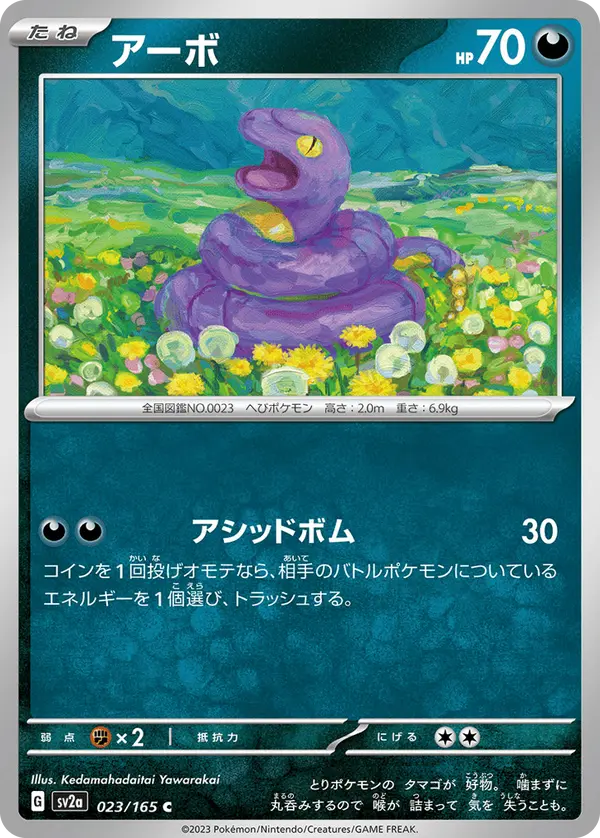 たね アーボ HP70
全国図鑑NO.0023 へびポケモン 高さ:2.0m 重さ:6.9kg
アシッドボム 30
コインを1回投げオモテなら、相手のバトルポケモンについている
エネルギーを1個選び、トラッシュする。
弱点 ×2 抵抗力 にげる
Illus. Kedamahadaitai Yawarakai
G sv2a 023/165 C
とりポケモンの タマゴが 好物。 噛まずに
丸呑みするので 喉が 詰まって 気を 失うことも。
©2023 Pokémon/Nintendo/Creatures/GAME FREAK.